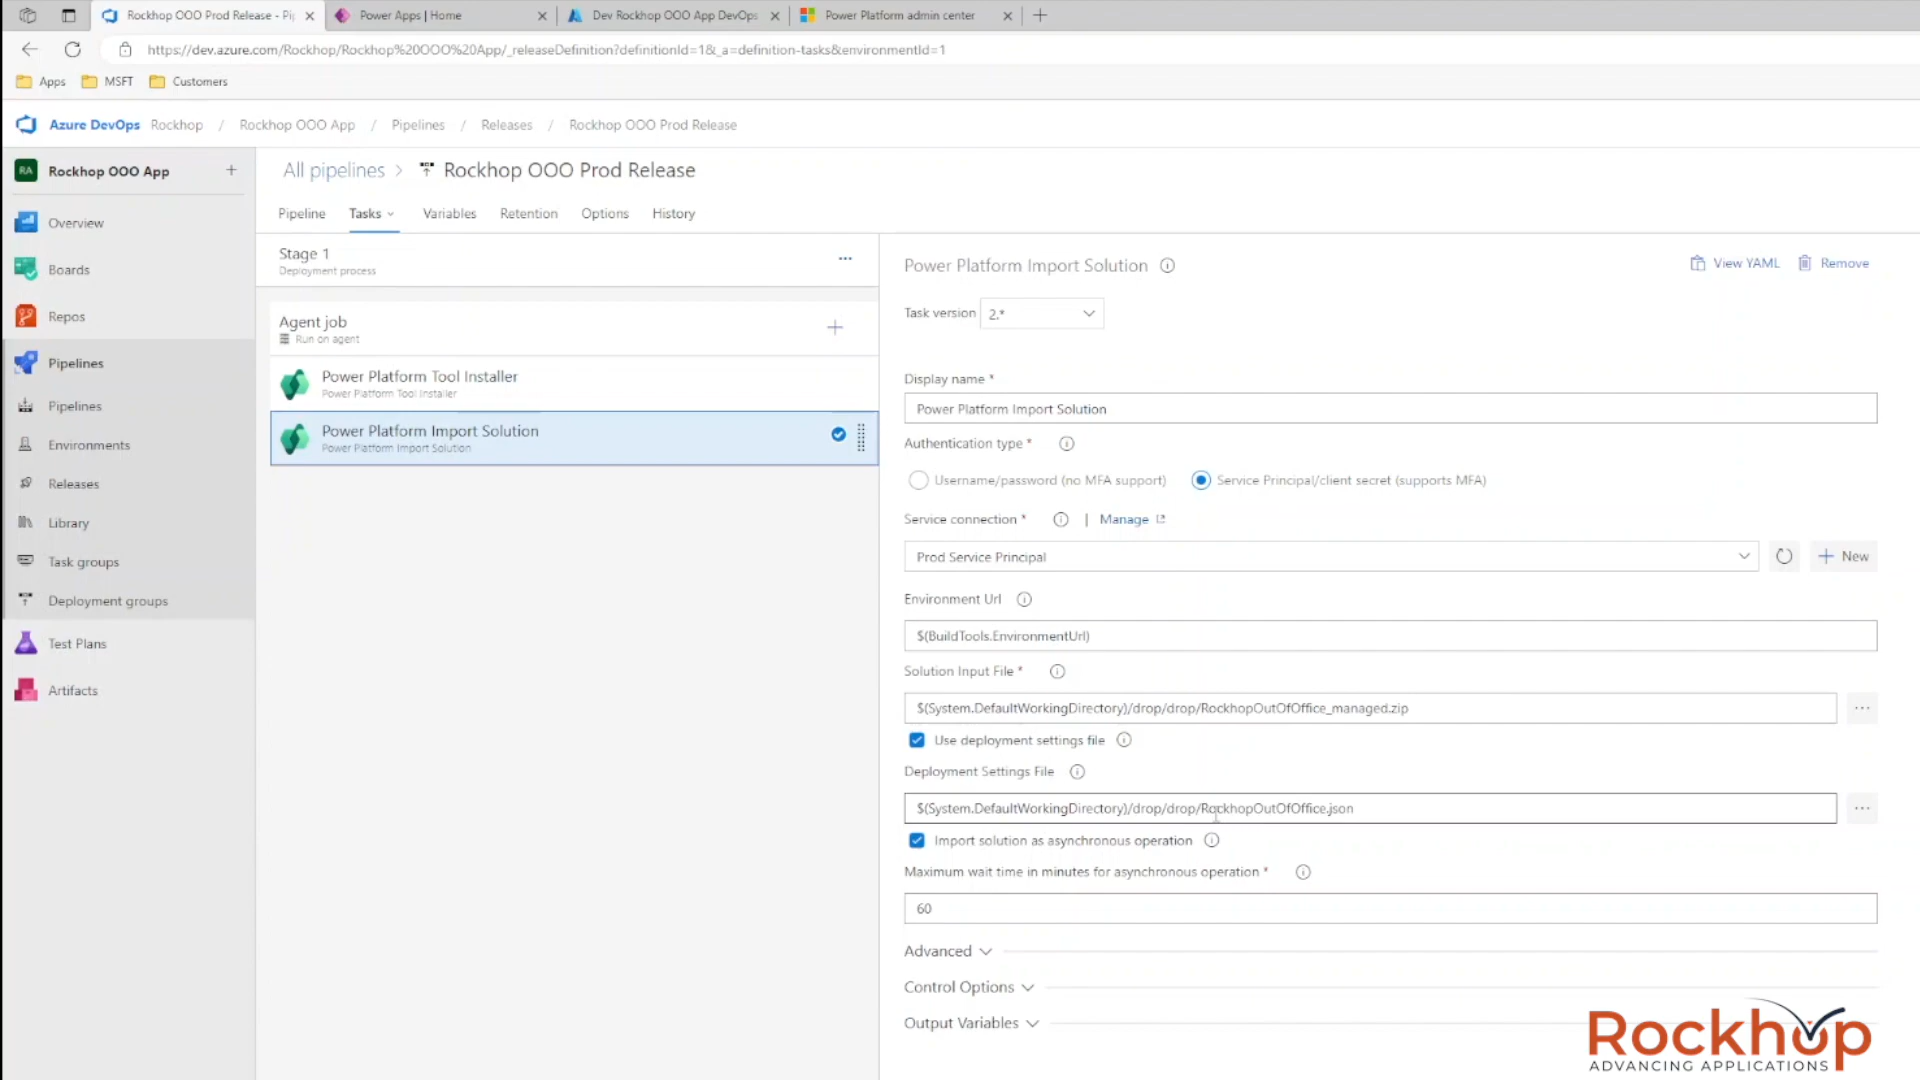 Rockhop OOO Prod Release - Pip
Power Apps | Home
Dev Rockhop OOO App DevOps
Power Platform admin center
https://dev.azure.com/Rockhop/Rockhop%20OOO%20App/_releaseDefinition?definitionId=1&_a=definition-tasks&environmentId=1
Apps MSFT Customers
Azure DevOps Rockhop / Rockhop OOO App / Pipelines / Releases / Rockhop OOO Prod Release
RA Rockhop OOO App +
Overview
Boards
Repos
Pipelines
Pipelines
Environments
Releases
Library
Task groups
Deployment groups
Test Plans
Artifacts
All pipelines > Rockhop OOO Prod Release
Pipeline Tasks Variables Retention Options History
Stage 1
Deployment process
Agent job
Run on agent
Power Platform Tool Installer
Power Platform Tool Installer
Power Platform Import Solution
Power Platform Import Solution
Power Platform Import Solution
View YAML Remove
Task version 2.*
Display name *
Power Platform Import Solution
Authentication type *
Username/password (no MFA support) Service Principal/client secret (supports MFA)
Service connection * | Manage
Prod Service Principal
+ New
Environment Url
$(BuildTools.EnvironmentUrl)
Solution Input File *
$(System.DefaultWorkingDirectory)/drop/drop/RockhopOutOfOffice_managed.zip
Use deployment settings file
Deployment Settings File
$(System.DefaultWorkingDirectory)/drop/drop/RockhopOutOfOffice.json
Import solution as asynchronous operation
Maximum wait time in minutes for asynchronous operation *
60
Advanced
Control Options
Output Variables
Rockhop
ADVANCING APPLICATIONS